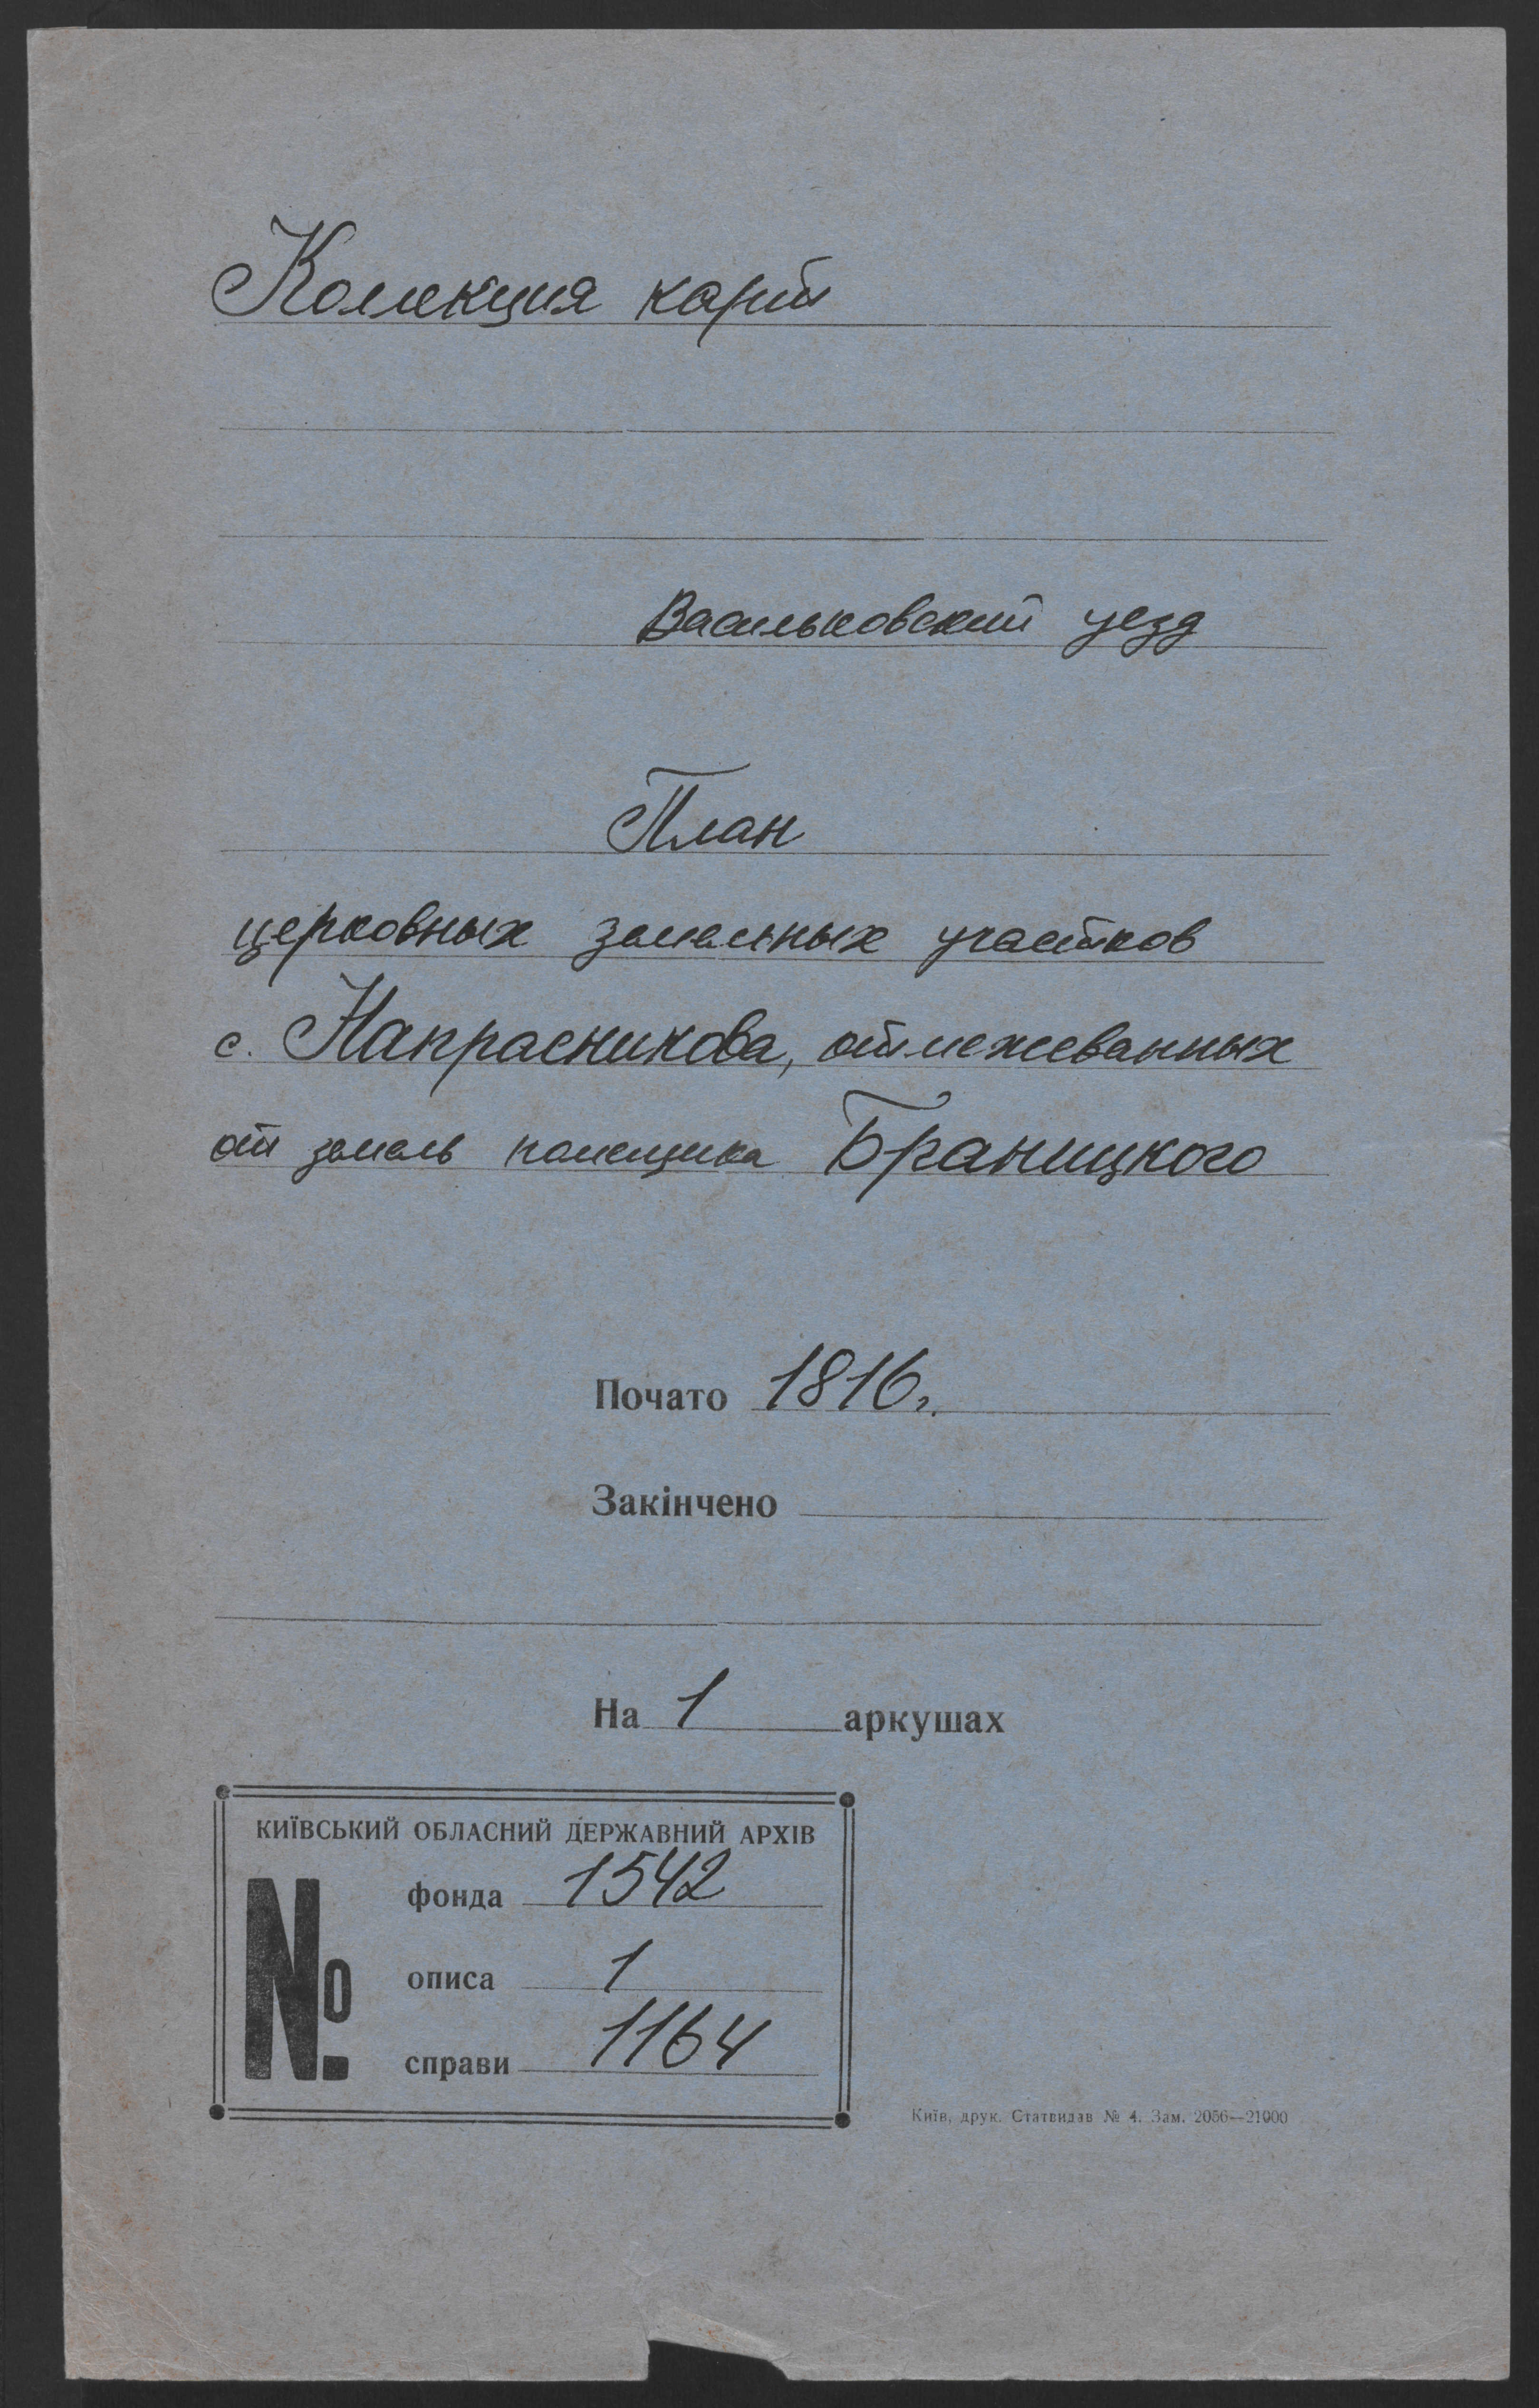 Коллекция карт
Васильковский уезд
План
церковных земельных участков
с. Напрасникова, отмежеванных
от земель помещика Браницкого
Почато 1816г.
Закінчено
На 1 аркушах
КИЇВСЬКИЙ ОБЛАСНИЙ ДЕРЖАВНИЙ АРХІВ
№
фонда 1542
описа 1
справи 1164
Київ, друк. Статвидав № 4. Зам. 2056—21000